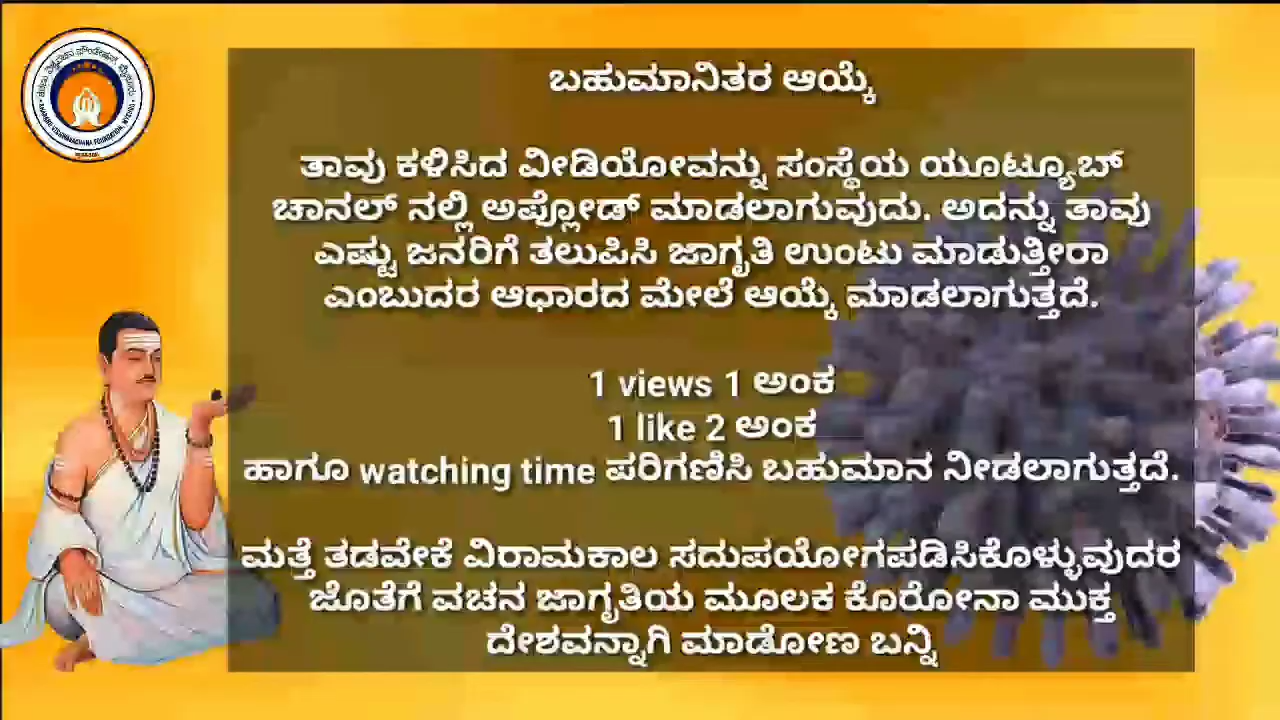 ಬಹುಮಾನಿತರ ಆಯ್ಕೆ
ತಾವು ಕಳಿಸಿದ ವೀಡಿಯೋವನ್ನು ಸಂಸ್ಥೆಯ ಯೂಟ್ಯೂಬ್
ಚಾನಲ್ ನಲ್ಲಿ ಅಪ್ಲೋಡ್ ಮಾಡಲಾಗುವುದು. ಅದನ್ನು ತಾವು
ಎಷ್ಟು ಜನರಿಗೆ ತಲುಪಿಸಿ ಜಾಗೃತಿ ಉಂಟು ಮಾಡುತ್ತೀರಾ
ಎಂಬುದರ ಆಧಾರದ ಮೇಲೆ ಆಯ್ಕೆ ಮಾಡಲಾಗುತ್ತದೆ.
1 views 1 ಅಂಕ
1 like 2 ಅಂಕ
ಹಾಗೂ watching time ಪರಿಗಣಿಸಿ ಬಹುಮಾನ ನೀಡಲಾಗುತ್ತದೆ.
ಮತ್ತೆ ತಡವೇಕೆ ವಿರಾಮಕಾಲ ಸದುಪಯೋಗಪಡಿಸಿಕೊಳ್ಳುವುದರ
ಜೊತೆಗೆ ವಚನ ಜಾಗೃತಿಯ ಮೂಲಕ ಕೊರೋನಾ ಮುಕ್ತ
ದೇಶವನ್ನಾಗಿ ಮಾಡೋಣ ಬನ್ನಿ